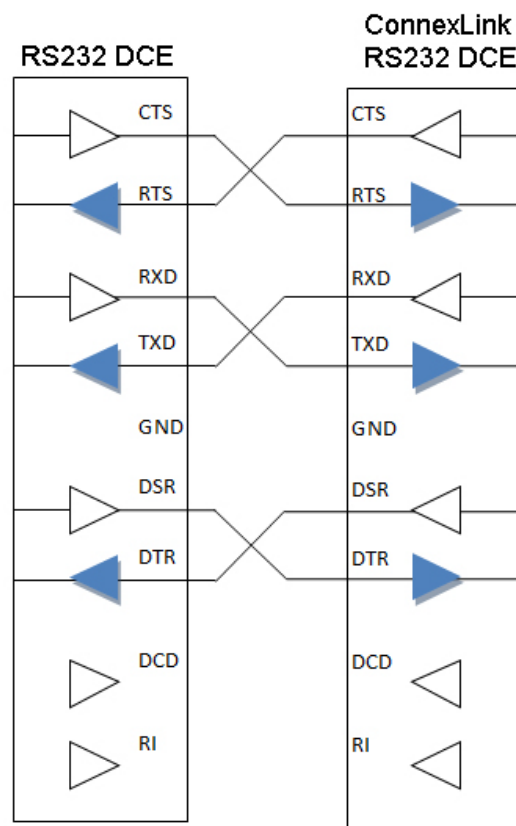 RS232 DCE
ConnexLink
RS232 DCE
CTS CTS
RTS RTS
RXD RXD
TXD TXD
GND GND
DSR DSR
DTR DTR
DCD DCD
RI RI